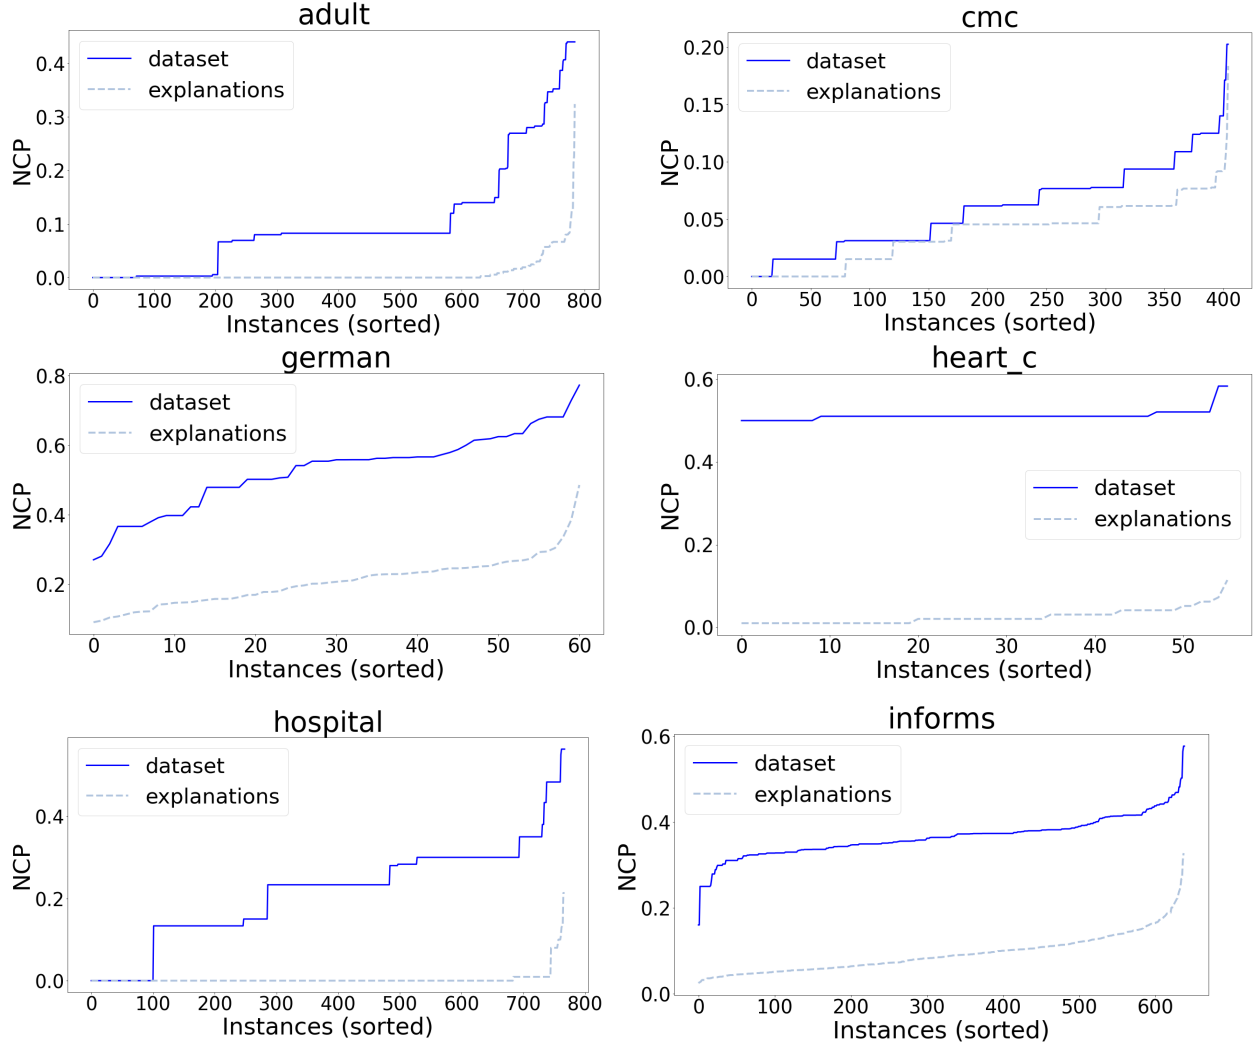 adult
NCP
0.4
0.3
0.2
0.1
0.0
dataset
explanations
0 100 200 300 400 500 600 700 800
Instances (sorted)
cmc
NCP
0.20
0.15
0.10
0.05
0.00
dataset
explanations
0 50 100 150 200 250 300 350 400
Instances (sorted)
german
NCP
0.8
0.6
0.4
0.2
dataset
explanations
0 10 20 30 40 50 60
Instances (sorted)
heart_c
NCP
0.6
0.4
0.2
0.0
dataset
explanations
0 10 20 30 40 50
Instances (sorted)
hospital
NCP
0.4
0.2
0.0
dataset
explanations
0 100 200 300 400 500 600 700 800
Instances (sorted)
informs
NCP
0.6
0.4
0.2
0.0
dataset
explanations
0 100 200 300 400 500 600
Instances (sorted)